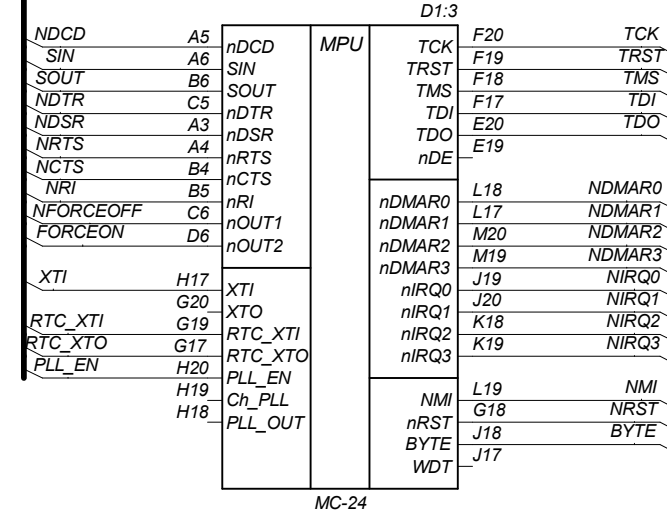 D1:3
MPU
NDCD A5 nDCD
SIN A6 SIN
SOUT B6 SOUT
NDTR C5 nDTR
NDSR A3 nDSR
NRTS A4 nRTS
NCTS B4 nCTS
NRI B5 nRI
NFORCEOFF C6 nOUT1
FORCEON D6 nOUT2
XTI H17 XTI
G20 XTO
RTC_XTI G19 RTC_XTI
RTC_XTO G17 RTC_XTO
PLL_EN H20 PLL_EN
H19 Ch_PLL
H18 PLL_OUT
TCK F20 TCK
TRST F19 TRST
TMS F18 TMS
TDI F17 TDI
TDO E20 TDO
nDE E19
nDMAR0 L18 NDMAR0
nDMAR1 L17 NDMAR1
nDMAR2 M20 NDMAR2
nDMAR3 M19 NDMAR3
nIRQ0 J19 NIRQ0
nIRQ1 J20 NIRQ1
nIRQ2 K18 NIRQ2
nIRQ3 K19 NIRQ3
NMI L19 NMI
nRST G18 NRST
BYTE J18 BYTE
WDT J17
MC-24